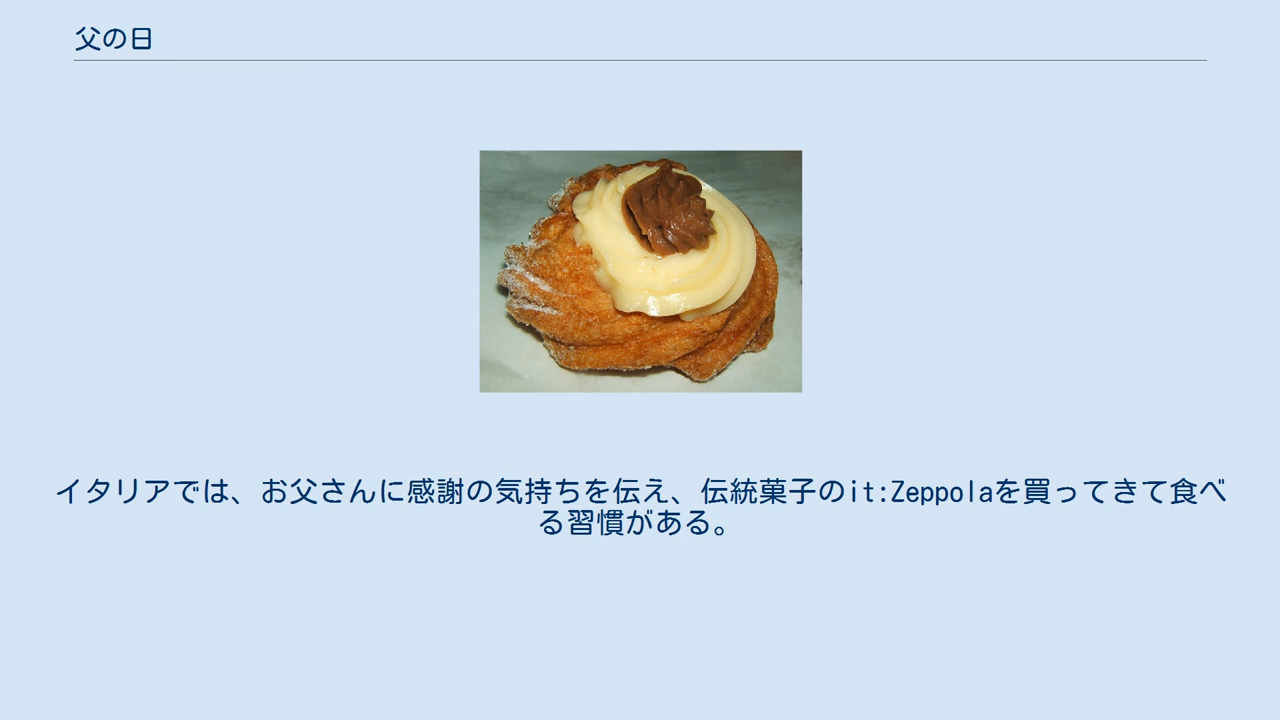 父の日
イタリアでは、お父さんに感謝の気持ちを伝え、伝統菓子のit:Zeppolaを買ってきて食べ
る習慣がある。